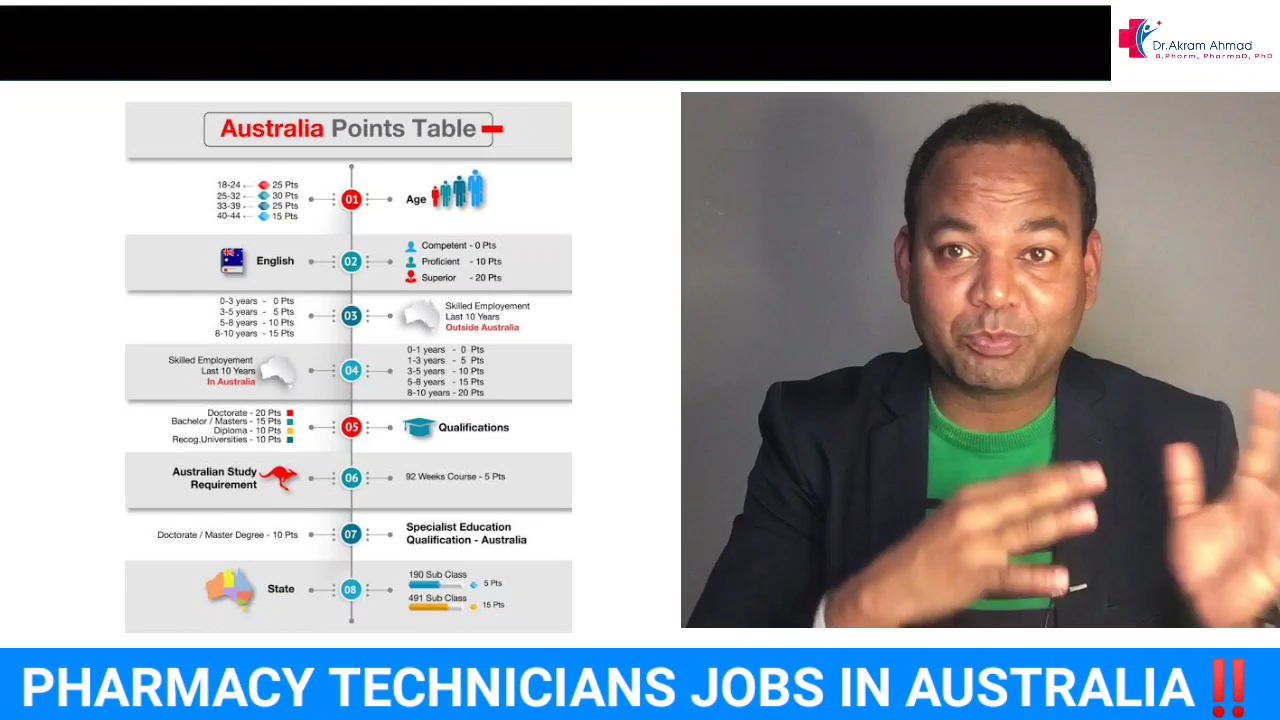 Dr.Akram Ahmad
B.Pharm, PharmaD, PhD
Australia Points Table
18-24 25 Pts
25-32 30 Pts
33-39 25 Pts
40-44 15 Pts
01
Age
English
02
Competent - 0 Pts
Proficient - 10 Pts
Superior - 20 Pts
0-3 years - 0 Pts
3-5 years - 5 Pts
5-8 years - 10 Pts
8-10 years - 15 Pts
03
Skilled Employement
Last 10 Years
Outside Australia
Skilled Employement
Last 10 Years
In Australia
04
0-1 years - 0 Pts
1-3 years - 5 Pts
3-5 years - 10 Pts
5-8 years - 15 Pts
8-10 years - 20 Pts
Doctorate - 20 Pts
Bachelor / Masters - 15 Pts
Diploma - 10 Pts
Recog.Universities - 10 Pts
05
Qualifications
Australian Study
Requirement
06
92 Weeks Course - 5 Pts
Doctorate / Master Degree - 10 Pts
07
Specialist Education
Qualification - Australia
State
08
190 Sub Class
5 Pts
491 Sub Class
15 Pts
PHARMACY TECHNICIANS JOBS IN AUSTRALIA‼